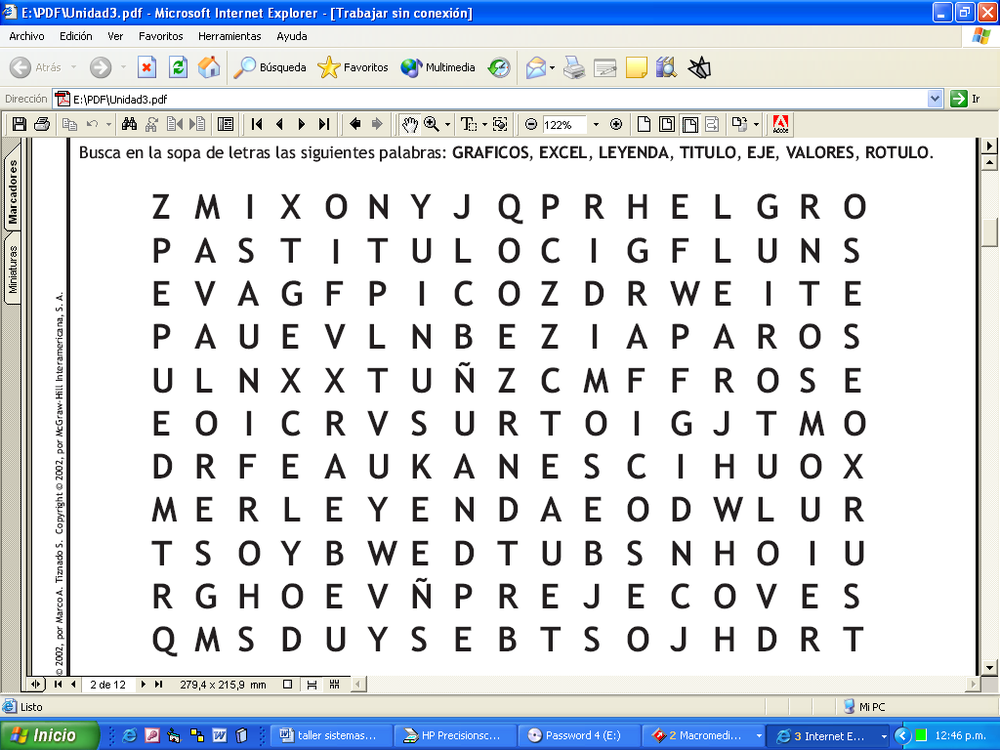 E:\PDF\Unidad3.pdf - Microsoft Internet Explorer - [Trabajar sin conexión]
Archivo Edición Ver Favoritos Herramientas Ayuda
Atrás Búsqueda Favoritos Multimedia
Dirección E:\PDF\Unidad3.pdf Ir
122%
Marcadores
Miniaturas
© 2002, por Marco A. Tiznado S. Copyright © 2002, por McGraw-Hill Interamericana, S. A.
Busca en la sopa de letras las siguientes palabras: GRAFICOS, EXCEL, LEYENDA, TITULO, EJE, VALORES, ROTULO.
Z M I X O N Y J Q P R H E L G R O
P A S T I T U L O C I G F L U N S
E V A G F P I C O Z D R W E I T E
P A U E V L N B E Z I A P A R O S
U L N X X T U Ñ Z C M F F R O S E
E O I C R V S U R T O I G J T M O
D R F E A U K A N E S C I H U O X
M E R L E Y E N D A E O D W L U R
T S O Y B W E D T U B S N H O I U
R G H O E V Ñ P R E J E C O V E S
Q M S D U Y S E B T S O J H D R T
2 de 12 279,4 x 215,9 mm
Listo Mi PC
Inicio taller sistemas... HP Precisionsc... Password 4 (E:) 2 Macromedi... 3 Internet E... 12:46 p.m.